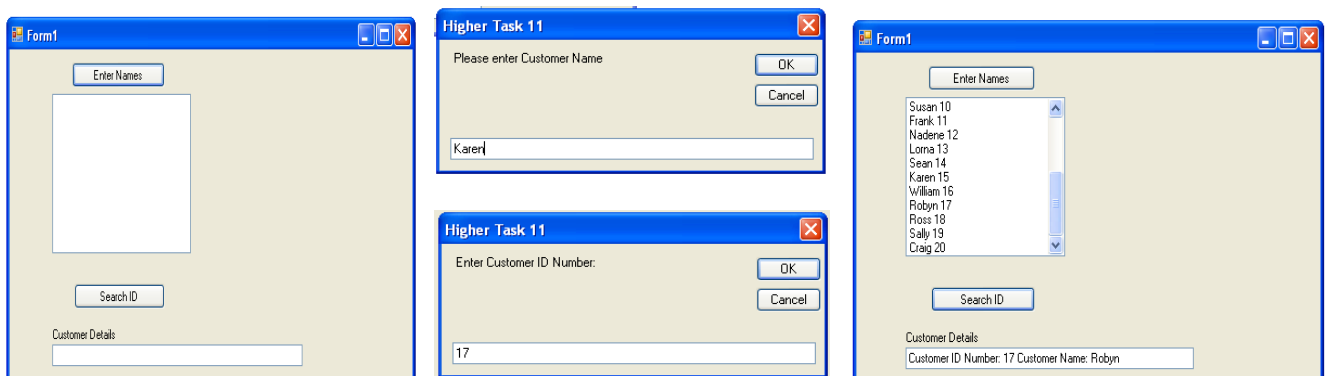 Form1
Enter Names
Search ID
Customer Details
Higher Task 11
Please enter Customer Name
OK
Cancel
Karen
Higher Task 11
Enter Customer ID Number:
OK
Cancel
17
Form1
Enter Names
Susan 10
Frank 11
Nadene 12
Lorna 13
Sean 14
Karen 15
William 16
Robyn 17
Ross 18
Sally 19
Craig 20
Search ID
Customer Details
Customer ID Number: 17 Customer Name: Robyn